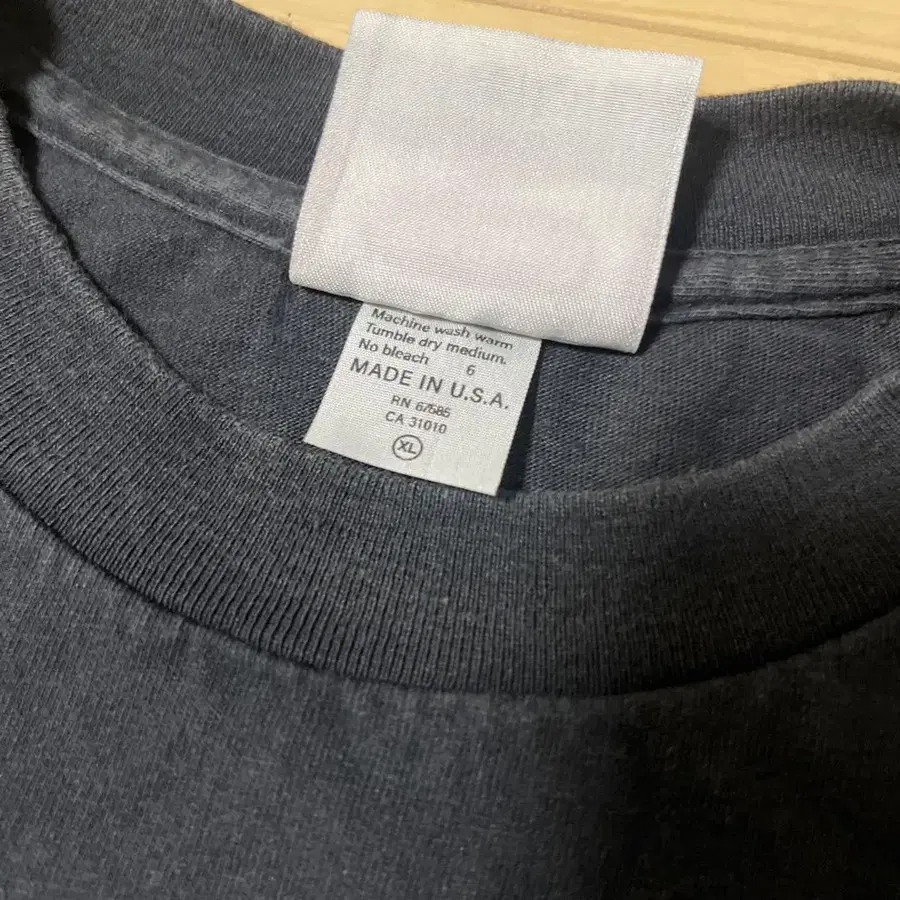 Machine wash warm
Tumble dry medium.
No bleach 6
MADE IN U.S.A.
RN 67585
CA 31010
XL